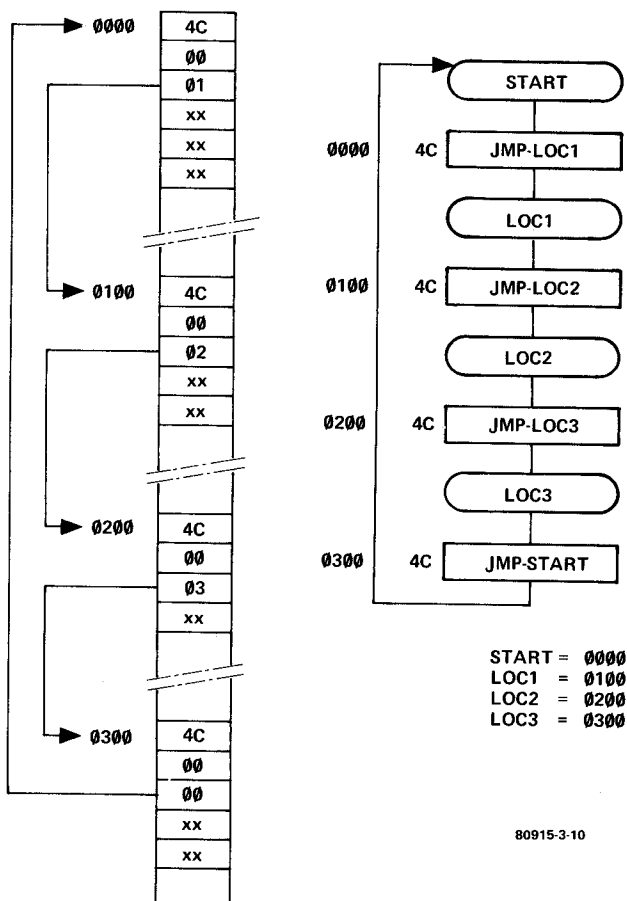 0000
4C
00
01
xx
xx
xx
0100
4C
00
02
xx
xx
0200
4C
00
03
xx
0300
4C
00
00
xx
xx
START
0000 4C JMP-LOC1
LOC1
0100 4C JMP-LOC2
LOC2
0200 4C JMP-LOC3
LOC3
0300 4C JMP-START
START = 0000
LOC1 = 0100
LOC2 = 0200
LOC3 = 0300
80915-3-10